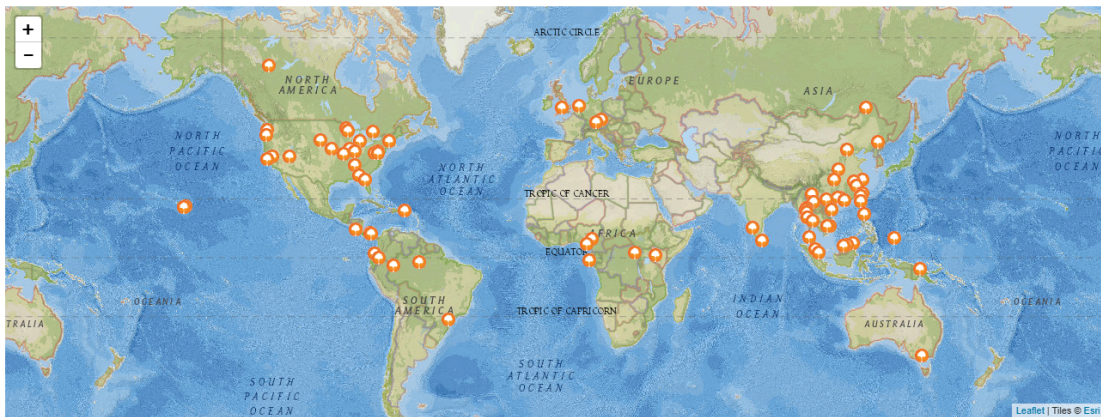 +
−
ARCTIC CIRCLE
NORTH
AMERICA
EUROPE
ASIA
NORTH
PACIFIC
OCEAN
NORTH
PACIFIC
OCEAN
NORTH
ATLANTIC
OCEAN
TROPIC OF CANCER
AFRICA
EQUATOR
OCEANIA
INDIAN
OCEAN
OCEANIA
SOUTH
AMERICA
TROPIC OF CAPRICORN
TRALIA
AUSTRALIA
SOUTH
ATLANTIC
OCEAN
SOUTH
PACIFIC
OCEAN
Leaflet | Tiles © Esri